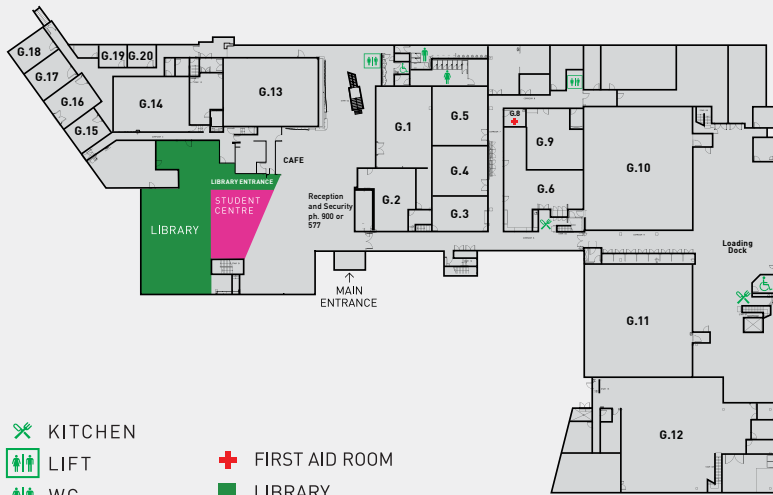 G.18
G.19
G.20
G.17
G.16
G.15
G.14
G.13
G.1
G.5
G.8
G.9
G.10
G.4
G.6
G.2
G.3
CAFE
LIBRARY ENTRANCE
STUDENT
CENTRE
LIBRARY
Reception
and Security
ph. 900 or
577
Loading
Dock
MAIN
ENTRANCE
G.11
G.12
KITCHEN
LIFT
WC
FIRST AID ROOM
LIBRARY